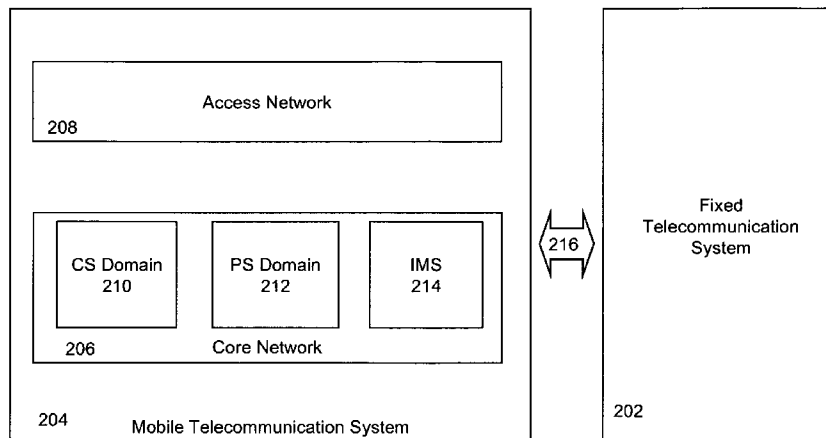 Access Network
208
CS Domain
210
PS Domain
212
IMS
214
206
Core Network
204
Mobile Telecommunication System
216
Fixed
Telecommunication
System
202